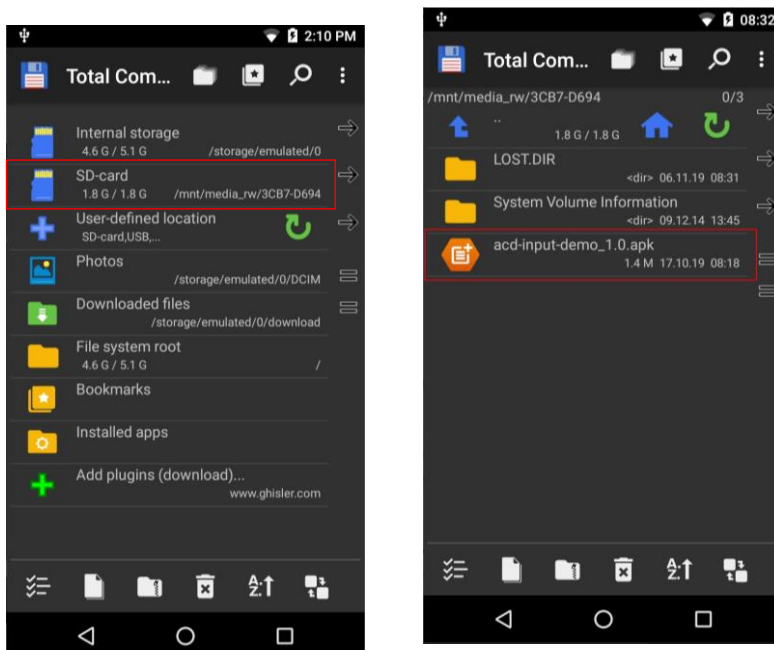 2:10 PM
Total Com...
Internal storage
4.6 G / 5.1 G /storage/emulated/0
SD-card
1.8 G / 1.8 G /mnt/media_rw/3CB7-D694
User-defined location
SD-card,USB,...
Photos
/storage/emulated/0/DCIM
Downloaded files
/storage/emulated/0/download
File system root
4.6 G / 5.1 G /
Bookmarks
Installed apps
Add plugins (download)...
www.ghisler.com
A:
Z:
08:32
Total Com...
/mnt/media_rw/3CB7-D694 0/3
..
1.8 G / 1.8 G
LOST.DIR
<dir> 06.11.19 08:31
System Volume Information
<dir> 09.12.14 13:45
acd-input-demo_1.0.apk
1.4 M 17.10.19 08:18
A:
Z: